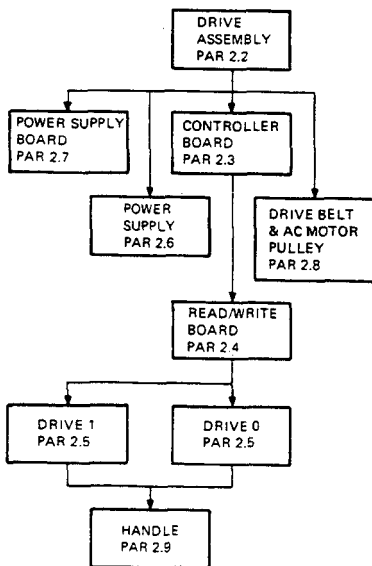 DRIVE
ASSEMBLY
PAR 2.2
POWER SUPPLY
BOARD
PAR 2.7
CONTROLLER
BOARD
PAR 2.3
POWER
SUPPLY
PAR 2.6
DRIVE BELT
& AC MOTOR
PULLEY
PAR 2.8
READ/WRITE
BOARD
PAR 2.4
DRIVE 1
PAR 2.5
DRIVE 0
PAR 2.5
HANDLE
PAR 2.9